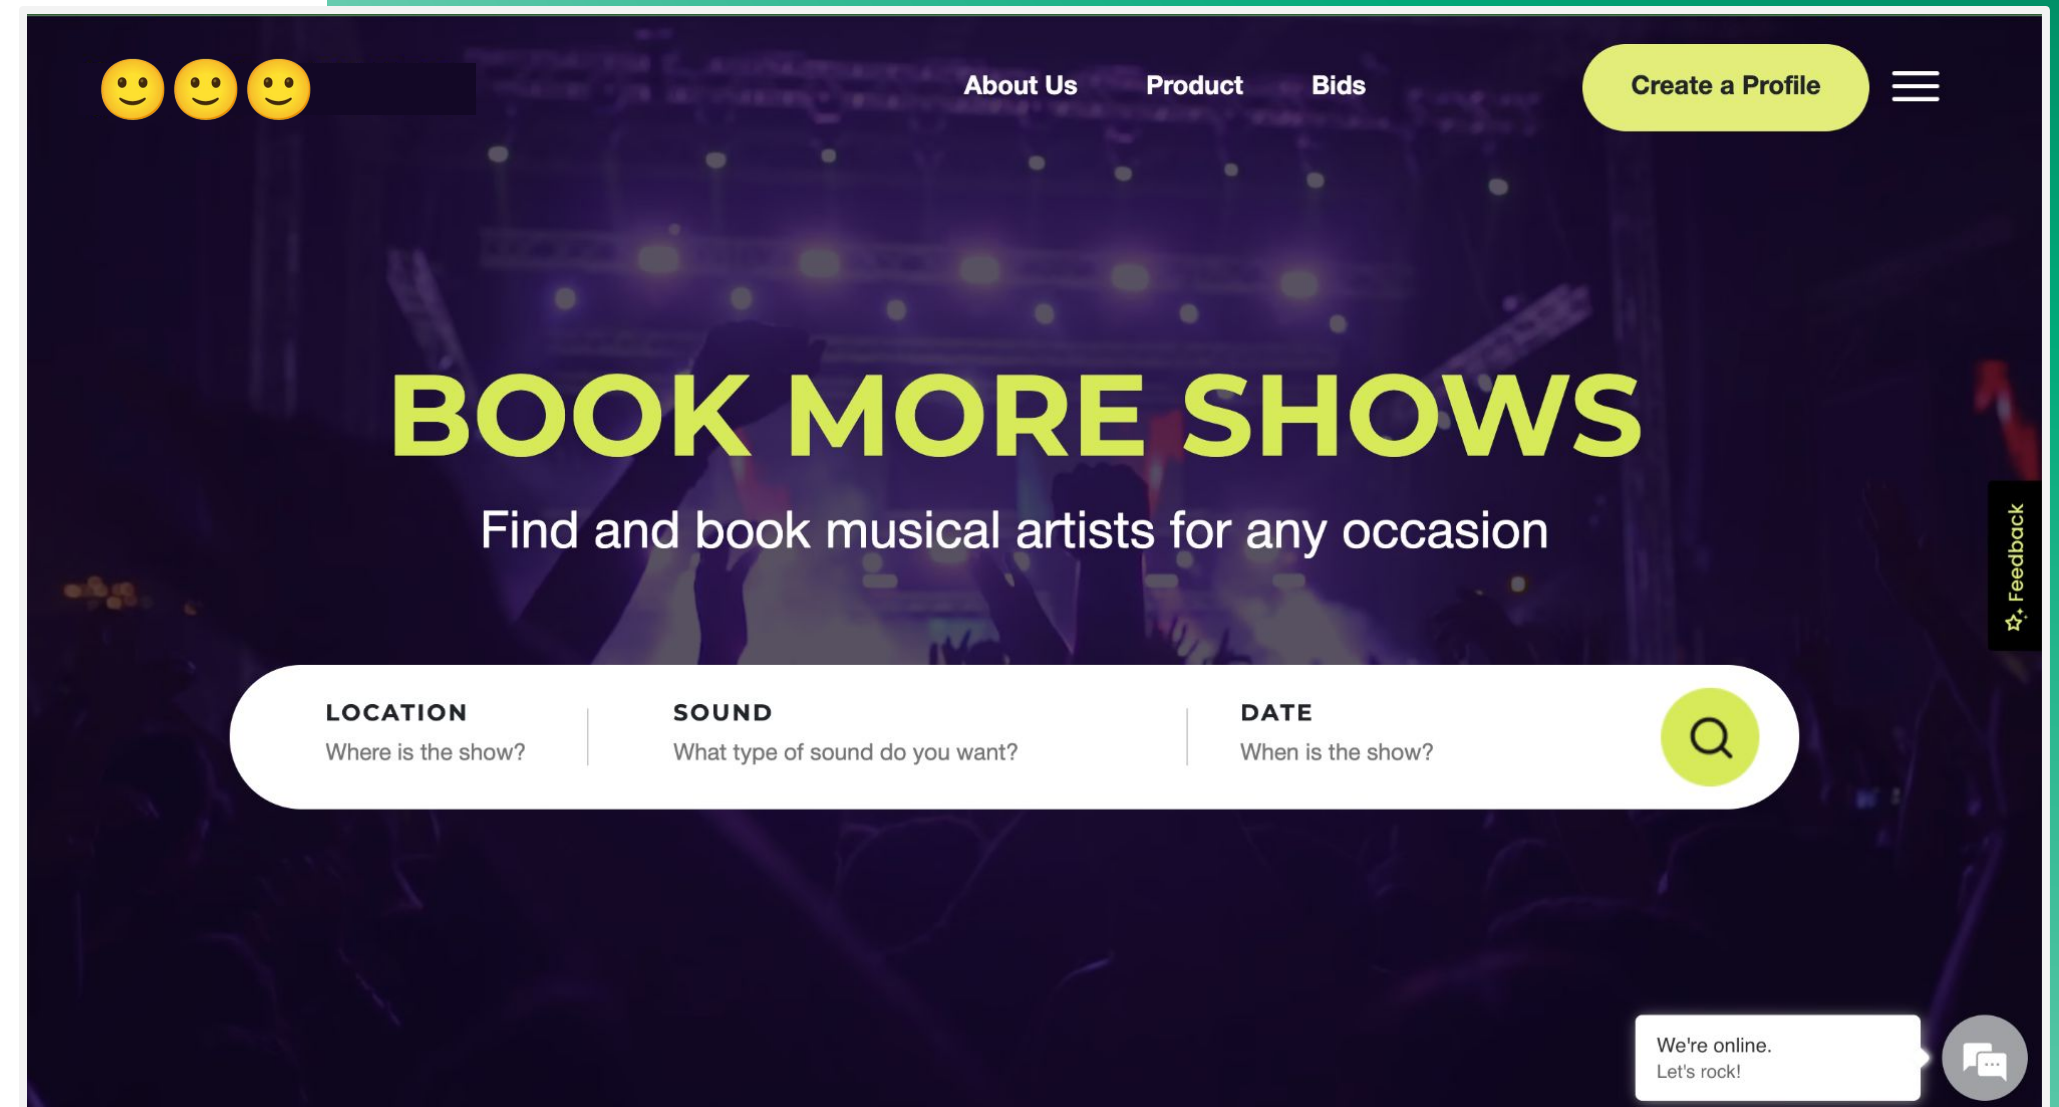 About Us
Product
Bids
Create a Profile
BOOK MORE SHOWS
Find and book musical artists for any occasion
Feedback
LOCATION
Where is the show?
SOUND
What type of sound do you want?
DATE
When is the show?
We're online.
Let's rock!